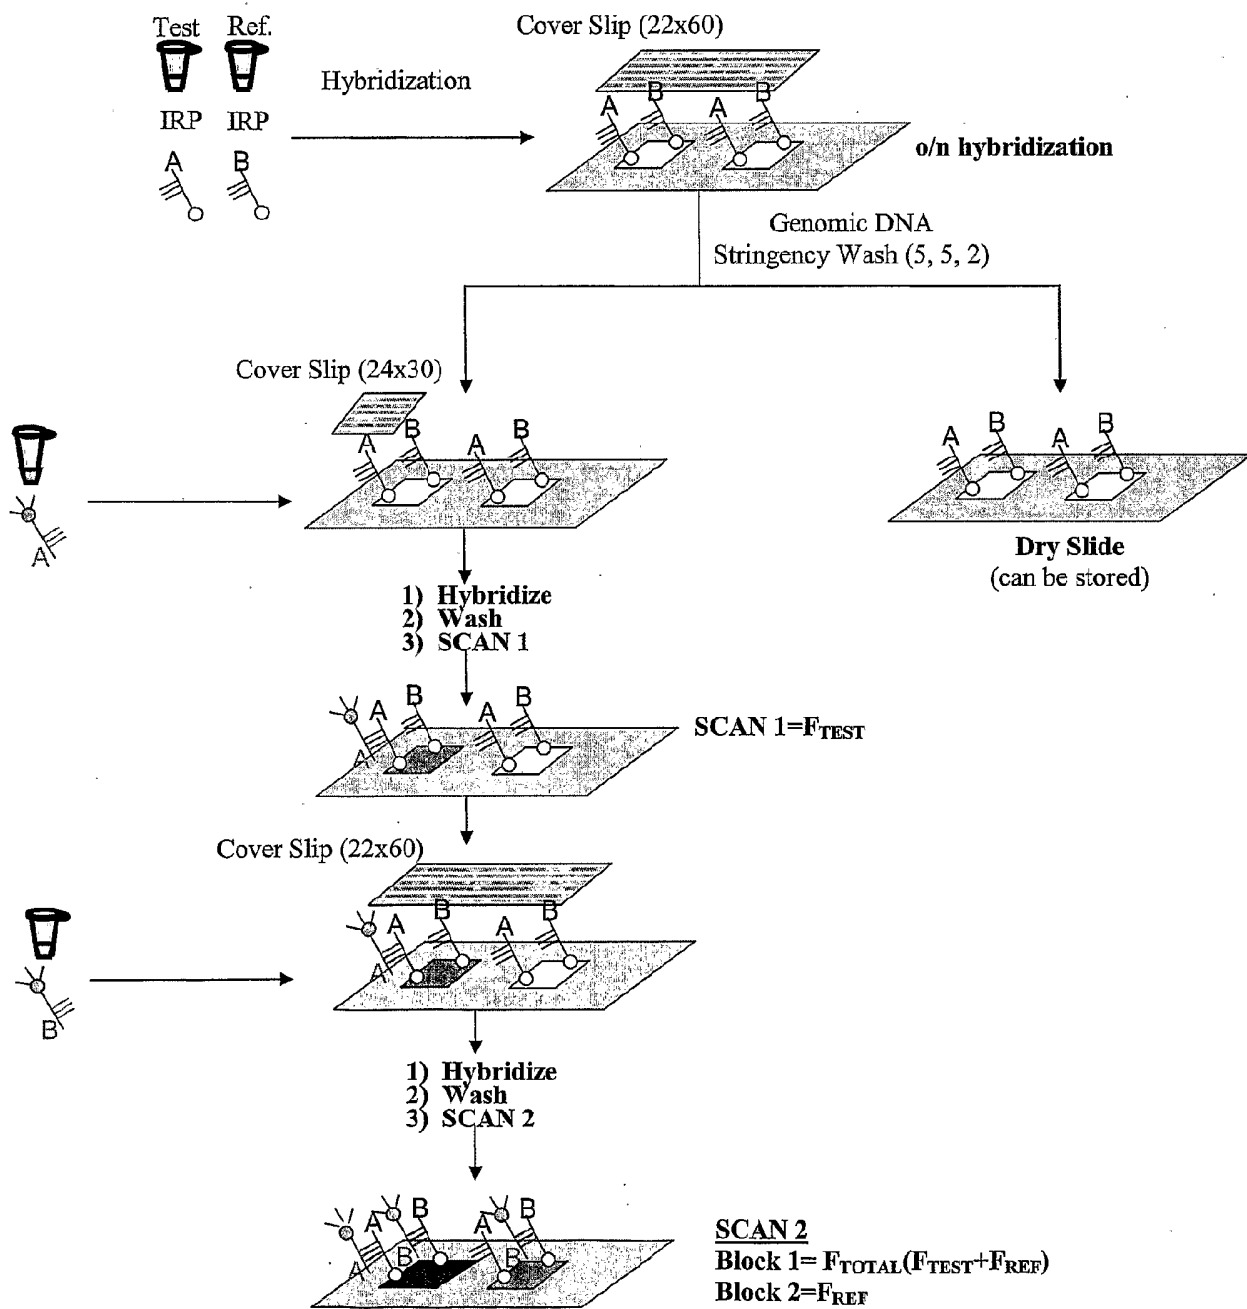 Test Ref.
Cover Slip (22x60)
Hybridization
IRP IRP
A B
A B A B
o/n hybridization
Genomic DNA
Stringency Wash (5, 5, 2)
Cover Slip (24x30)
A B A B
A B A B
A
Dry Slide
(can be stored)
1) Hybridize
2) Wash
3) SCAN 1
A B A B
A
SCAN 1=F_TEST
Cover Slip (22x60)
A B A B
A
B
1) Hybridize
2) Wash
3) SCAN 2
A B A B
A B B
SCAN 2
Block 1= F_TOTAL(F_TEST+F_REF)
Block 2=F_REF